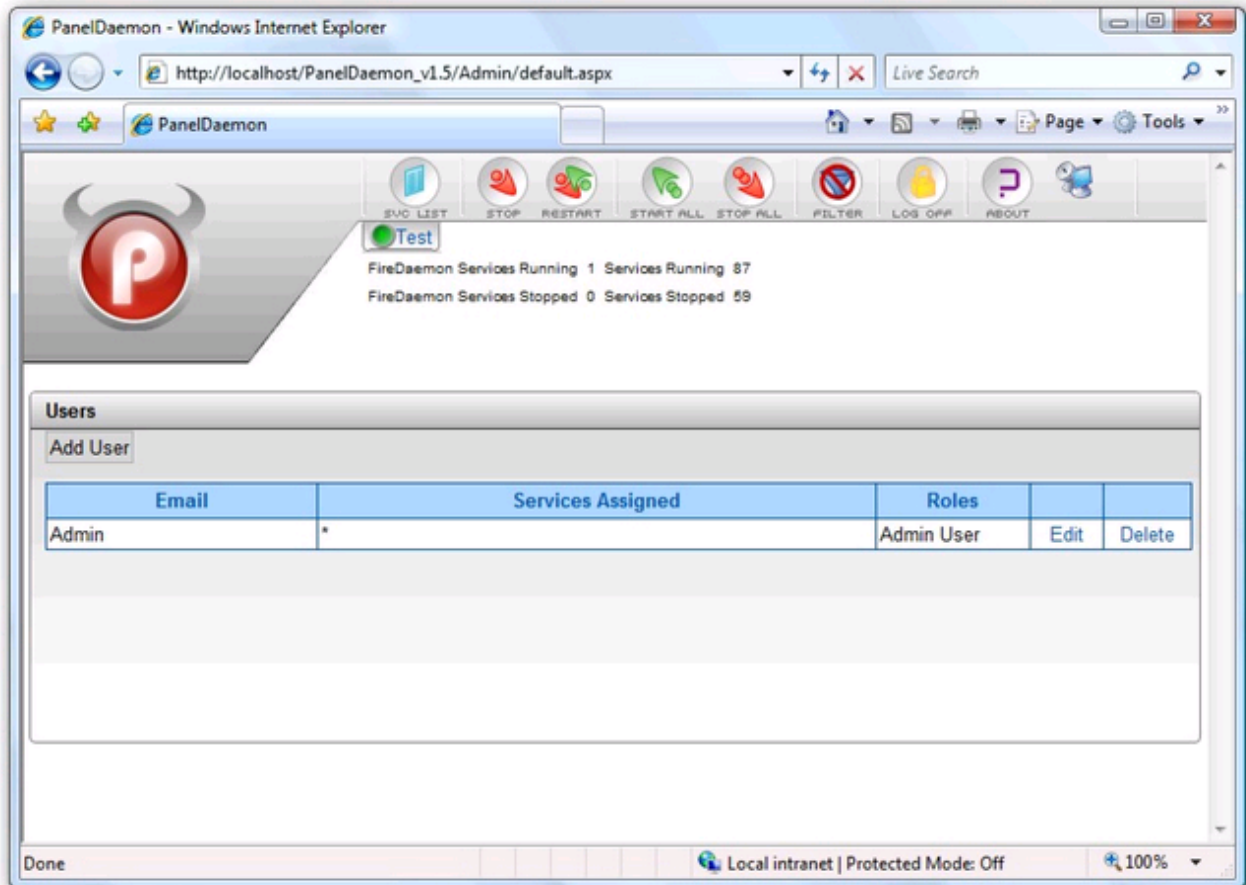 PanelDaemon - Windows Internet Explorer
http://localhost/PanelDaemon_v1.5/Admin/default.aspx
Live Search
PanelDaemon
Page
Tools
P
SVC LIST
STOP
RESTART
START ALL
STOP ALL
FILTER
LOG OFF
ABOUT
Test
FireDaemon Services Running 1 Services Running 87
FireDaemon Services Stopped 0 Services Stopped 59
Users
Add User
Email Services Assigned Roles
Admin * Admin User Edit Delete
Done
Local intranet | Protected Mode: Off
100%